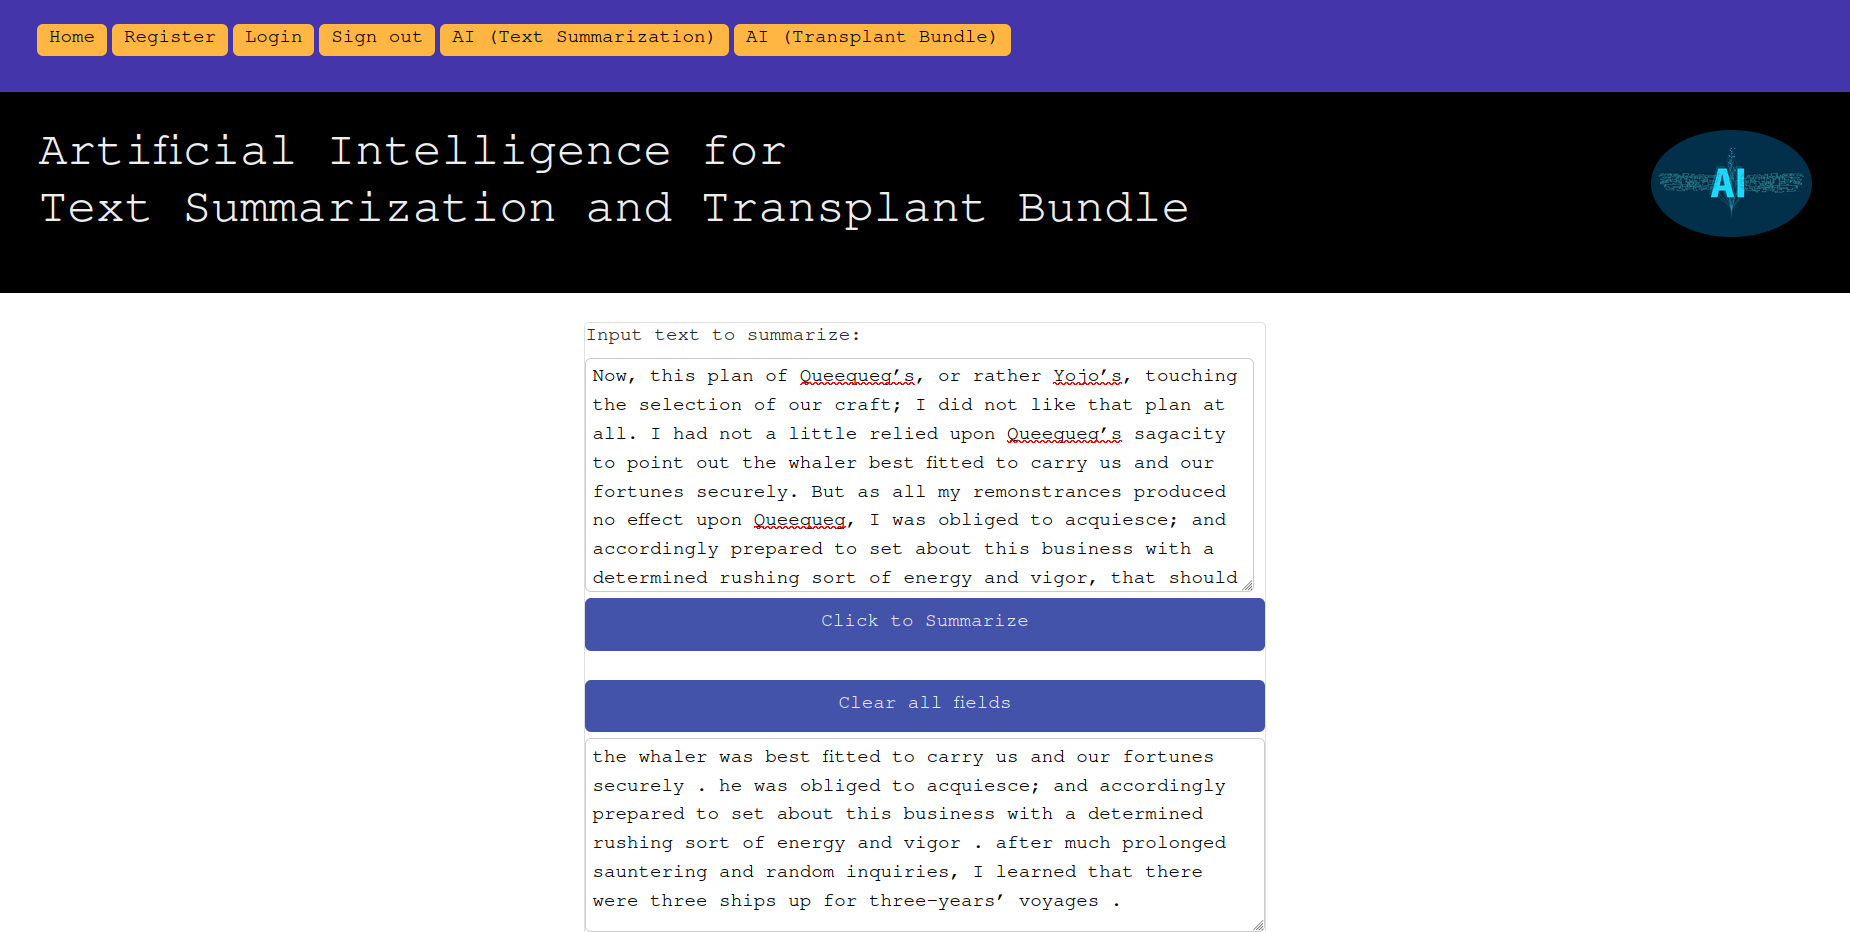 Home Register Login Sign out AI (Text Summarization) AI (Transplant Bundle)
Artificial Intelligence for
Text Summarization and Transplant Bundle
AI
Input text to summarize:
Now, this plan of Queequeg’s, or rather Yojo’s, touching
the selection of our craft; I did not like that plan at
all. I had not a little relied upon Queequeg’s sagacity
to point out the whaler best fitted to carry us and our
fortunes securely. But as all my remonstrances produced
no effect upon Queequeg, I was obliged to acquiesce; and
accordingly prepared to set about this business with a
determined rushing sort of energy and vigor, that should
Click to Summarize
Clear all fields
the whaler was best fitted to carry us and our fortunes
securely . he was obliged to acquiesce; and accordingly
prepared to set about this business with a determined
rushing sort of energy and vigor . after much prolonged
sauntering and random inquiries, I learned that there
were three ships up for three-years’ voyages .